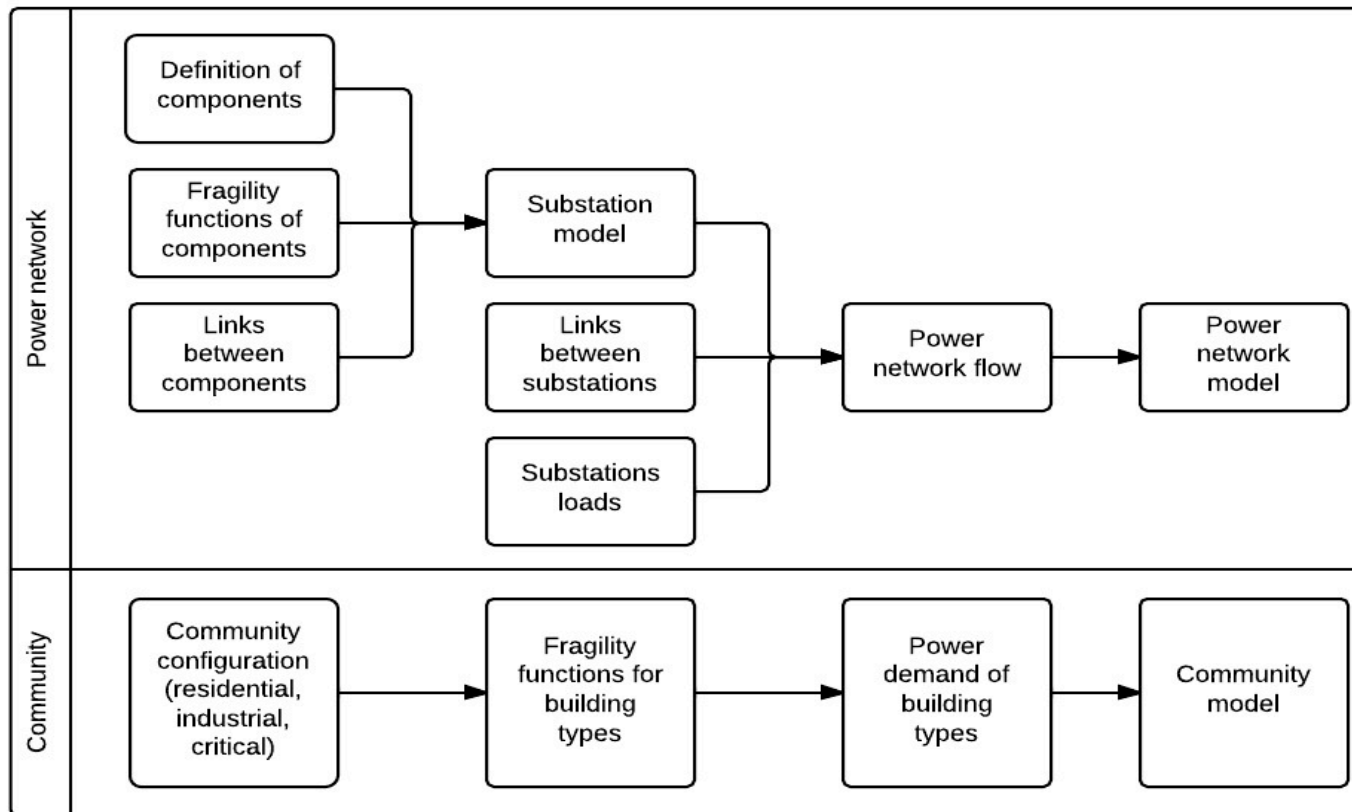 Power network
Definition of
components
Fragility
functions of
components
Links
between
components
Substation
model
Links
between
substations
Substations
loads
Power
network flow
Power
network
model
Community
Community
configuration
(residential,
industrial,
critical)
Fragility
functions for
building
types
Power
demand of
building
types
Community
model